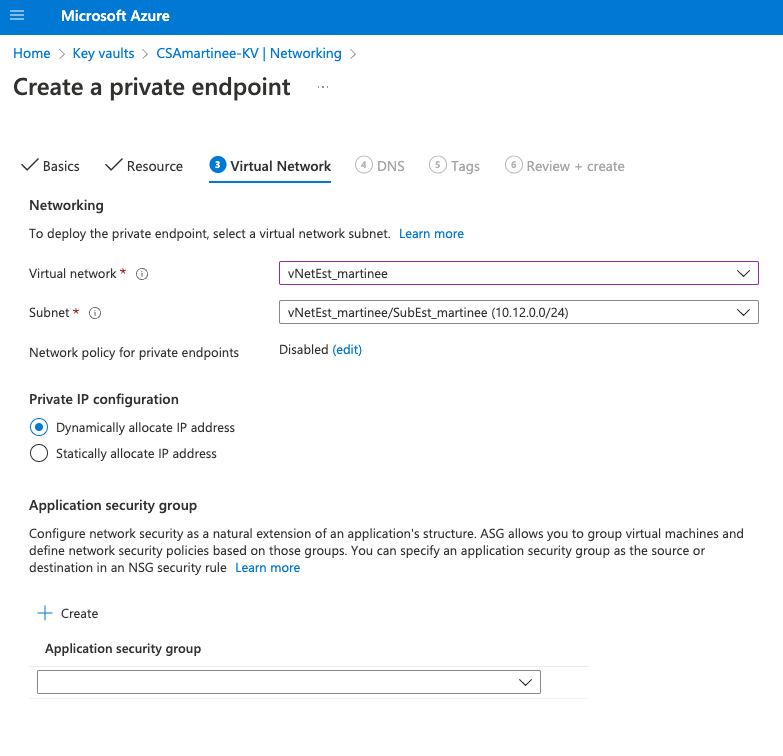 Microsoft Azure
Home > Key vaults > CSAmartinee-KV | Networking >
Create a private endpoint ...
Basics Resource 3 Virtual Network 4 DNS 5 Tags 6 Review + create
Networking
To deploy the private endpoint, select a virtual network subnet. Learn more
Virtual network * vNetEst_martinee
Subnet * vNetEst_martinee/SubEst_martinee (10.12.0.0/24)
Network policy for private endpoints Disabled (edit)
Private IP configuration
Dynamically allocate IP address
Statically allocate IP address
Application security group
Configure network security as a natural extension of an application's structure. ASG allows you to group virtual machines and
define network security policies based on those groups. You can specify an application security group as the source or
destination in an NSG security rule Learn more
+ Create
Application security group